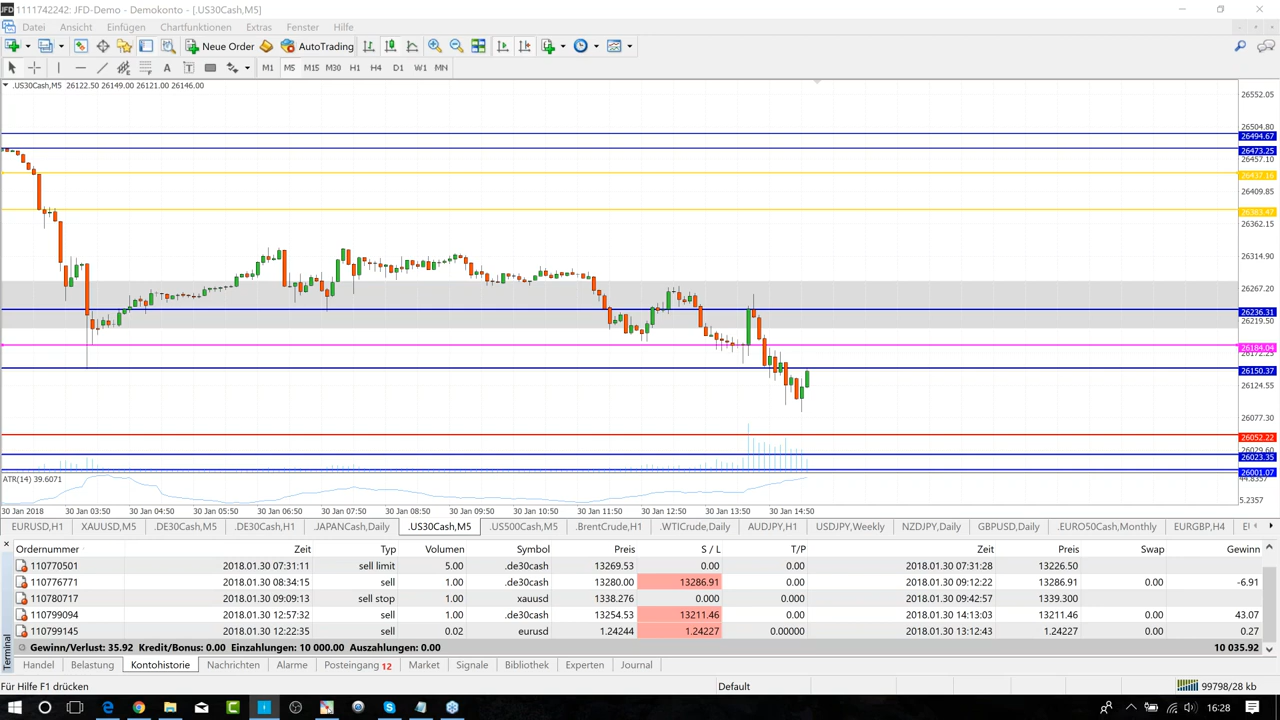 JFD 1111742242: JFD-Demo - Demokonto - [.US30Cash,M5]
Datei Ansicht Einfügen Chartfunktionen Extras Fenster Hilfe
New Order AutoTrading
A T M1 M5 M15 M30 H1 H4 D1 W1 MN
.US30Cash,M5 26122.50 26149.00 26121.00 26146.00
26552.05
26504.80
26494.67
26473.25
26457.10
26437.16
26409.85
26383.47
26362.15
26314.90
26267.20
26236.31
26219.50
26184.04
26172.25
26150.37
26124.55
26077.30
26052.22
26029.60
26023.35
26001.07
ATR(14) 39.6071
44.8357
5.2357
30 Jan 2018 30 Jan 03:50 30 Jan 04:50 30 Jan 05:50 30 Jan 06:50 30 Jan 07:50 30 Jan 08:50 30 Jan 09:50 30 Jan 10:50 30 Jan 11:50 30 Jan 12:50 30 Jan 13:50 30 Jan 14:50
EURUSD,H1 XAUUSD,M5 .DE30Cash,M5 .DE30Cash,H1 .JAPANCash,Daily .US30Cash,M5 .US500Cash,M5 .BrentCrude,H1 .WTICrude,Daily AUDJPY,H1 USDJPY,Weekly NZDJPY,Daily GBPUSD,Daily .EURO50Cash,Monthly EURGBP,H4
Ordernummer Zeit Typ Volumen Symbol Preis S / L T/P Zeit Preis Swap Gewinn
110770501 2018.01.30 07:31:11 sell limit 5.00 .de30cash 13269.53 0.00 0.00 2018.01.30 07:31:28 13226.50
110776771 2018.01.30 08:34:15 sell 1.00 .de30cash 13280.00 13286.91 0.00 2018.01.30 09:12:22 13286.91 0.00 -6.91
110780717 2018.01.30 09:09:13 sell stop 1.00 xauusd 1338.276 0.000 0.000 2018.01.30 09:42:57 1339.300
110799094 2018.01.30 12:57:32 sell 1.00 .de30cash 13254.53 13211.46 0.00 2018.01.30 14:13:03 13211.46 0.00 43.07
110799145 2018.01.30 12:22:35 sell 0.02 eurusd 1.24244 1.24227 0.00000 2018.01.30 13:12:43 1.24227 0.00 0.27
Gewinn/Verlust: 35.92 Kredit/Bonus: 0.00 Einzahlungen: 10 000.00 Auszahlungen: 0.00 10 035.92
Terminal
Handel Belastung Kontohistorie Nachrichten Alarme Posteingang 12 Market Signale Bibliothek Experten Journal
Für Hilfe F1 drücken Default 99798/28 kb
16:28